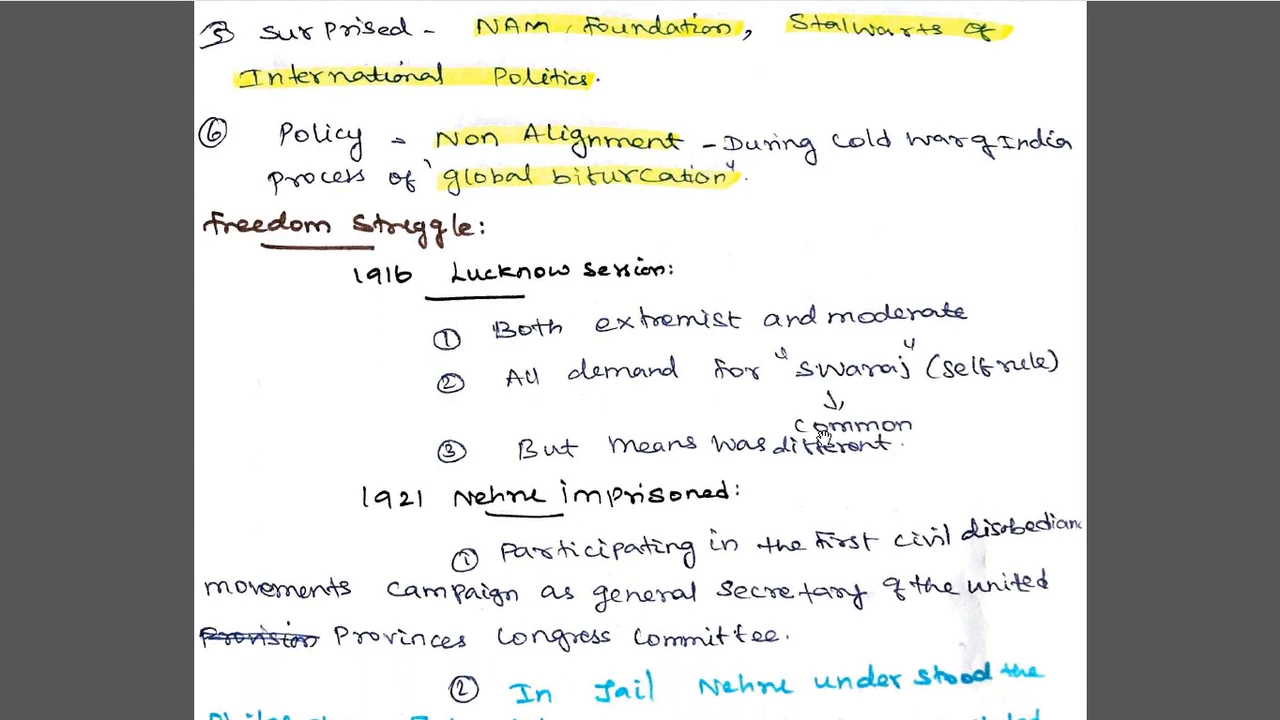 ⑤ Surprised - NAM, Foundation, Stalwarts of
International Politics.
⑥ Policy = Non Alignment - During cold war & India
process of "global bifurcation".
Freedom Struggle:
1916 Lucknow session:
① Both extremist and moderate
② All demand for "swaraj" (self rule)
↓
common
③ But means was different.
1921 Nehru imprisoned:
① Participating in the first civil disobedian
movements campaign as general secretary of the united
Provision Provinces Congress Committee.
② In Jail Nehru under stood the